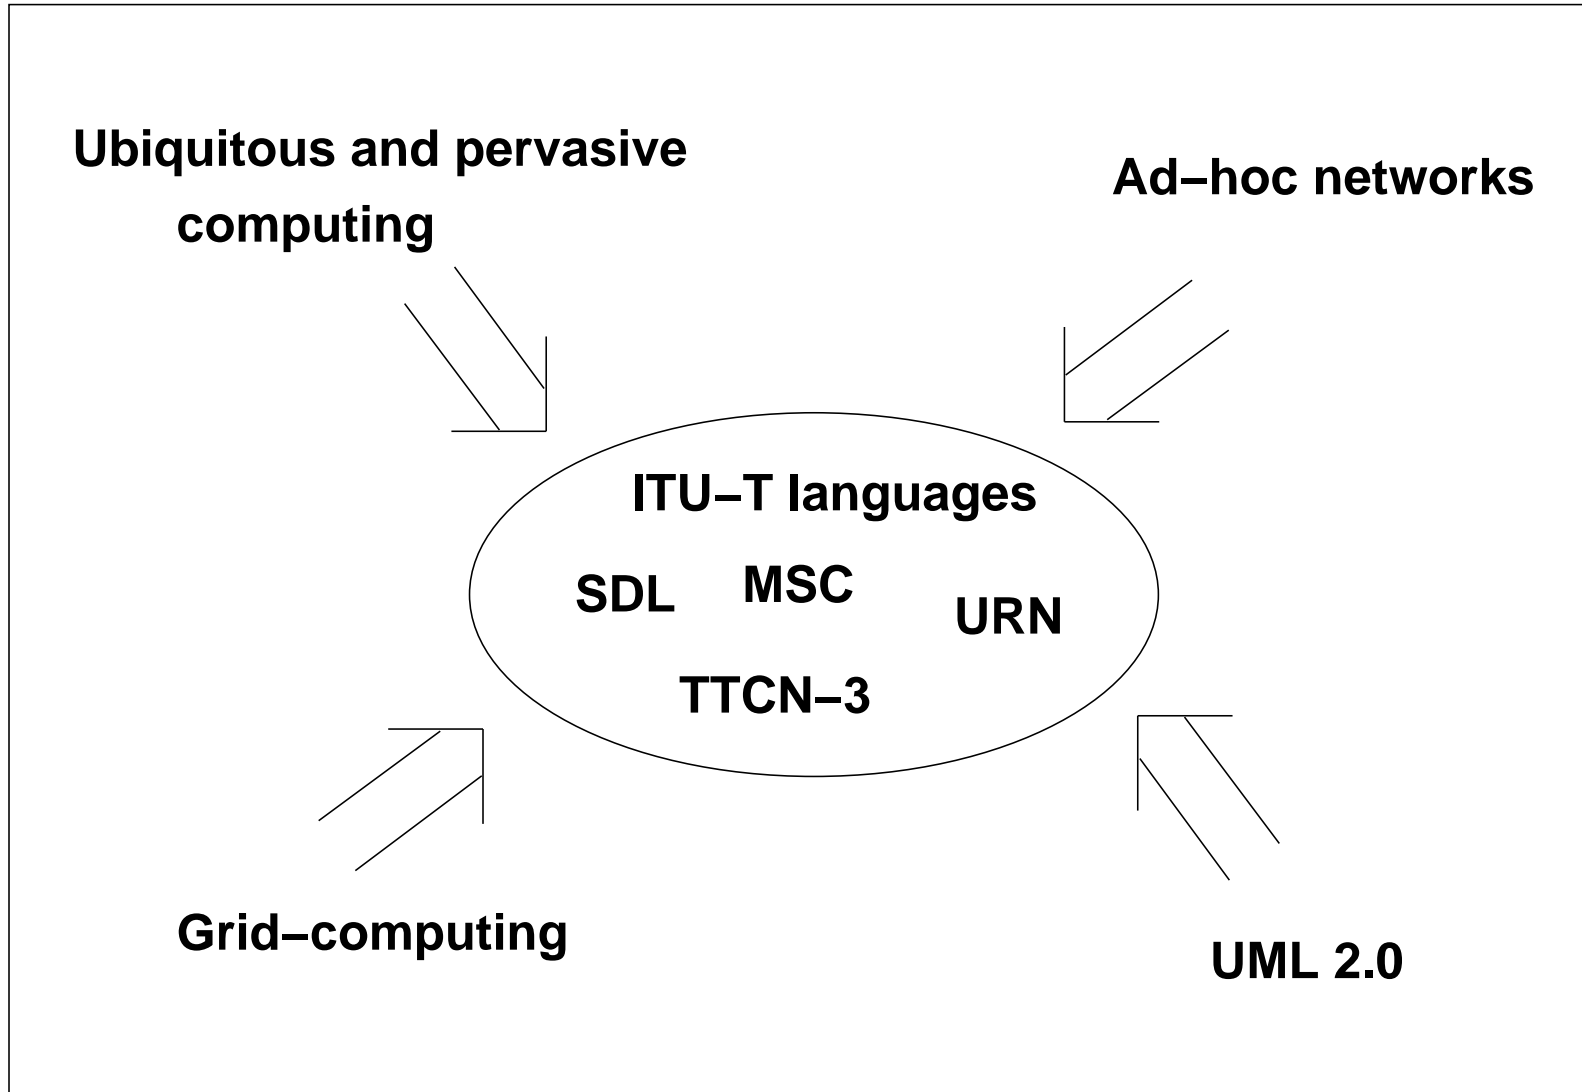 Ubiquitous and pervasive
computing
Ad–hoc networks
ITU–T languages
SDL
MSC
URN
TTCN–3
Grid–computing
UML 2.0